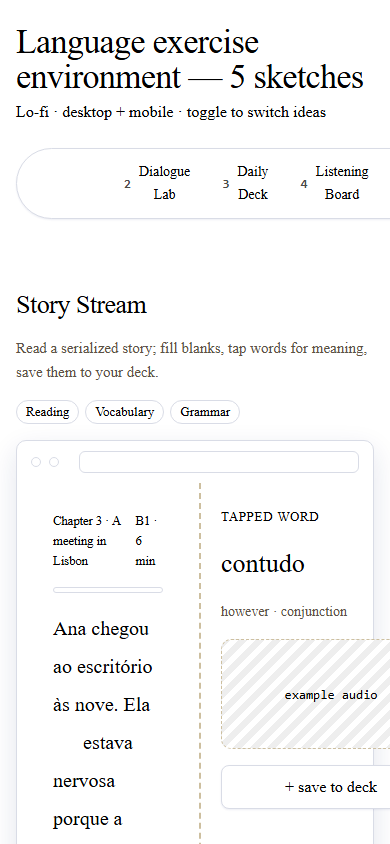 Language exercise
environment — 5 sketches
Lo-fi · desktop + mobile · toggle to switch ideas
2 Dialogue Lab
3 Daily Deck
4 Listening Board
Story Stream
Read a serialized story; fill blanks, tap words for meaning,
save them to your deck.
Reading Vocabulary Grammar
Chapter 3 · A
meeting in
Lisbon
B1 ·
6
min
Ana chegou
ao escritório
às nove. Ela
estava
nervosa
porque a
TAPPED WORD
contudo
however · conjunction
example audio
+ save to deck